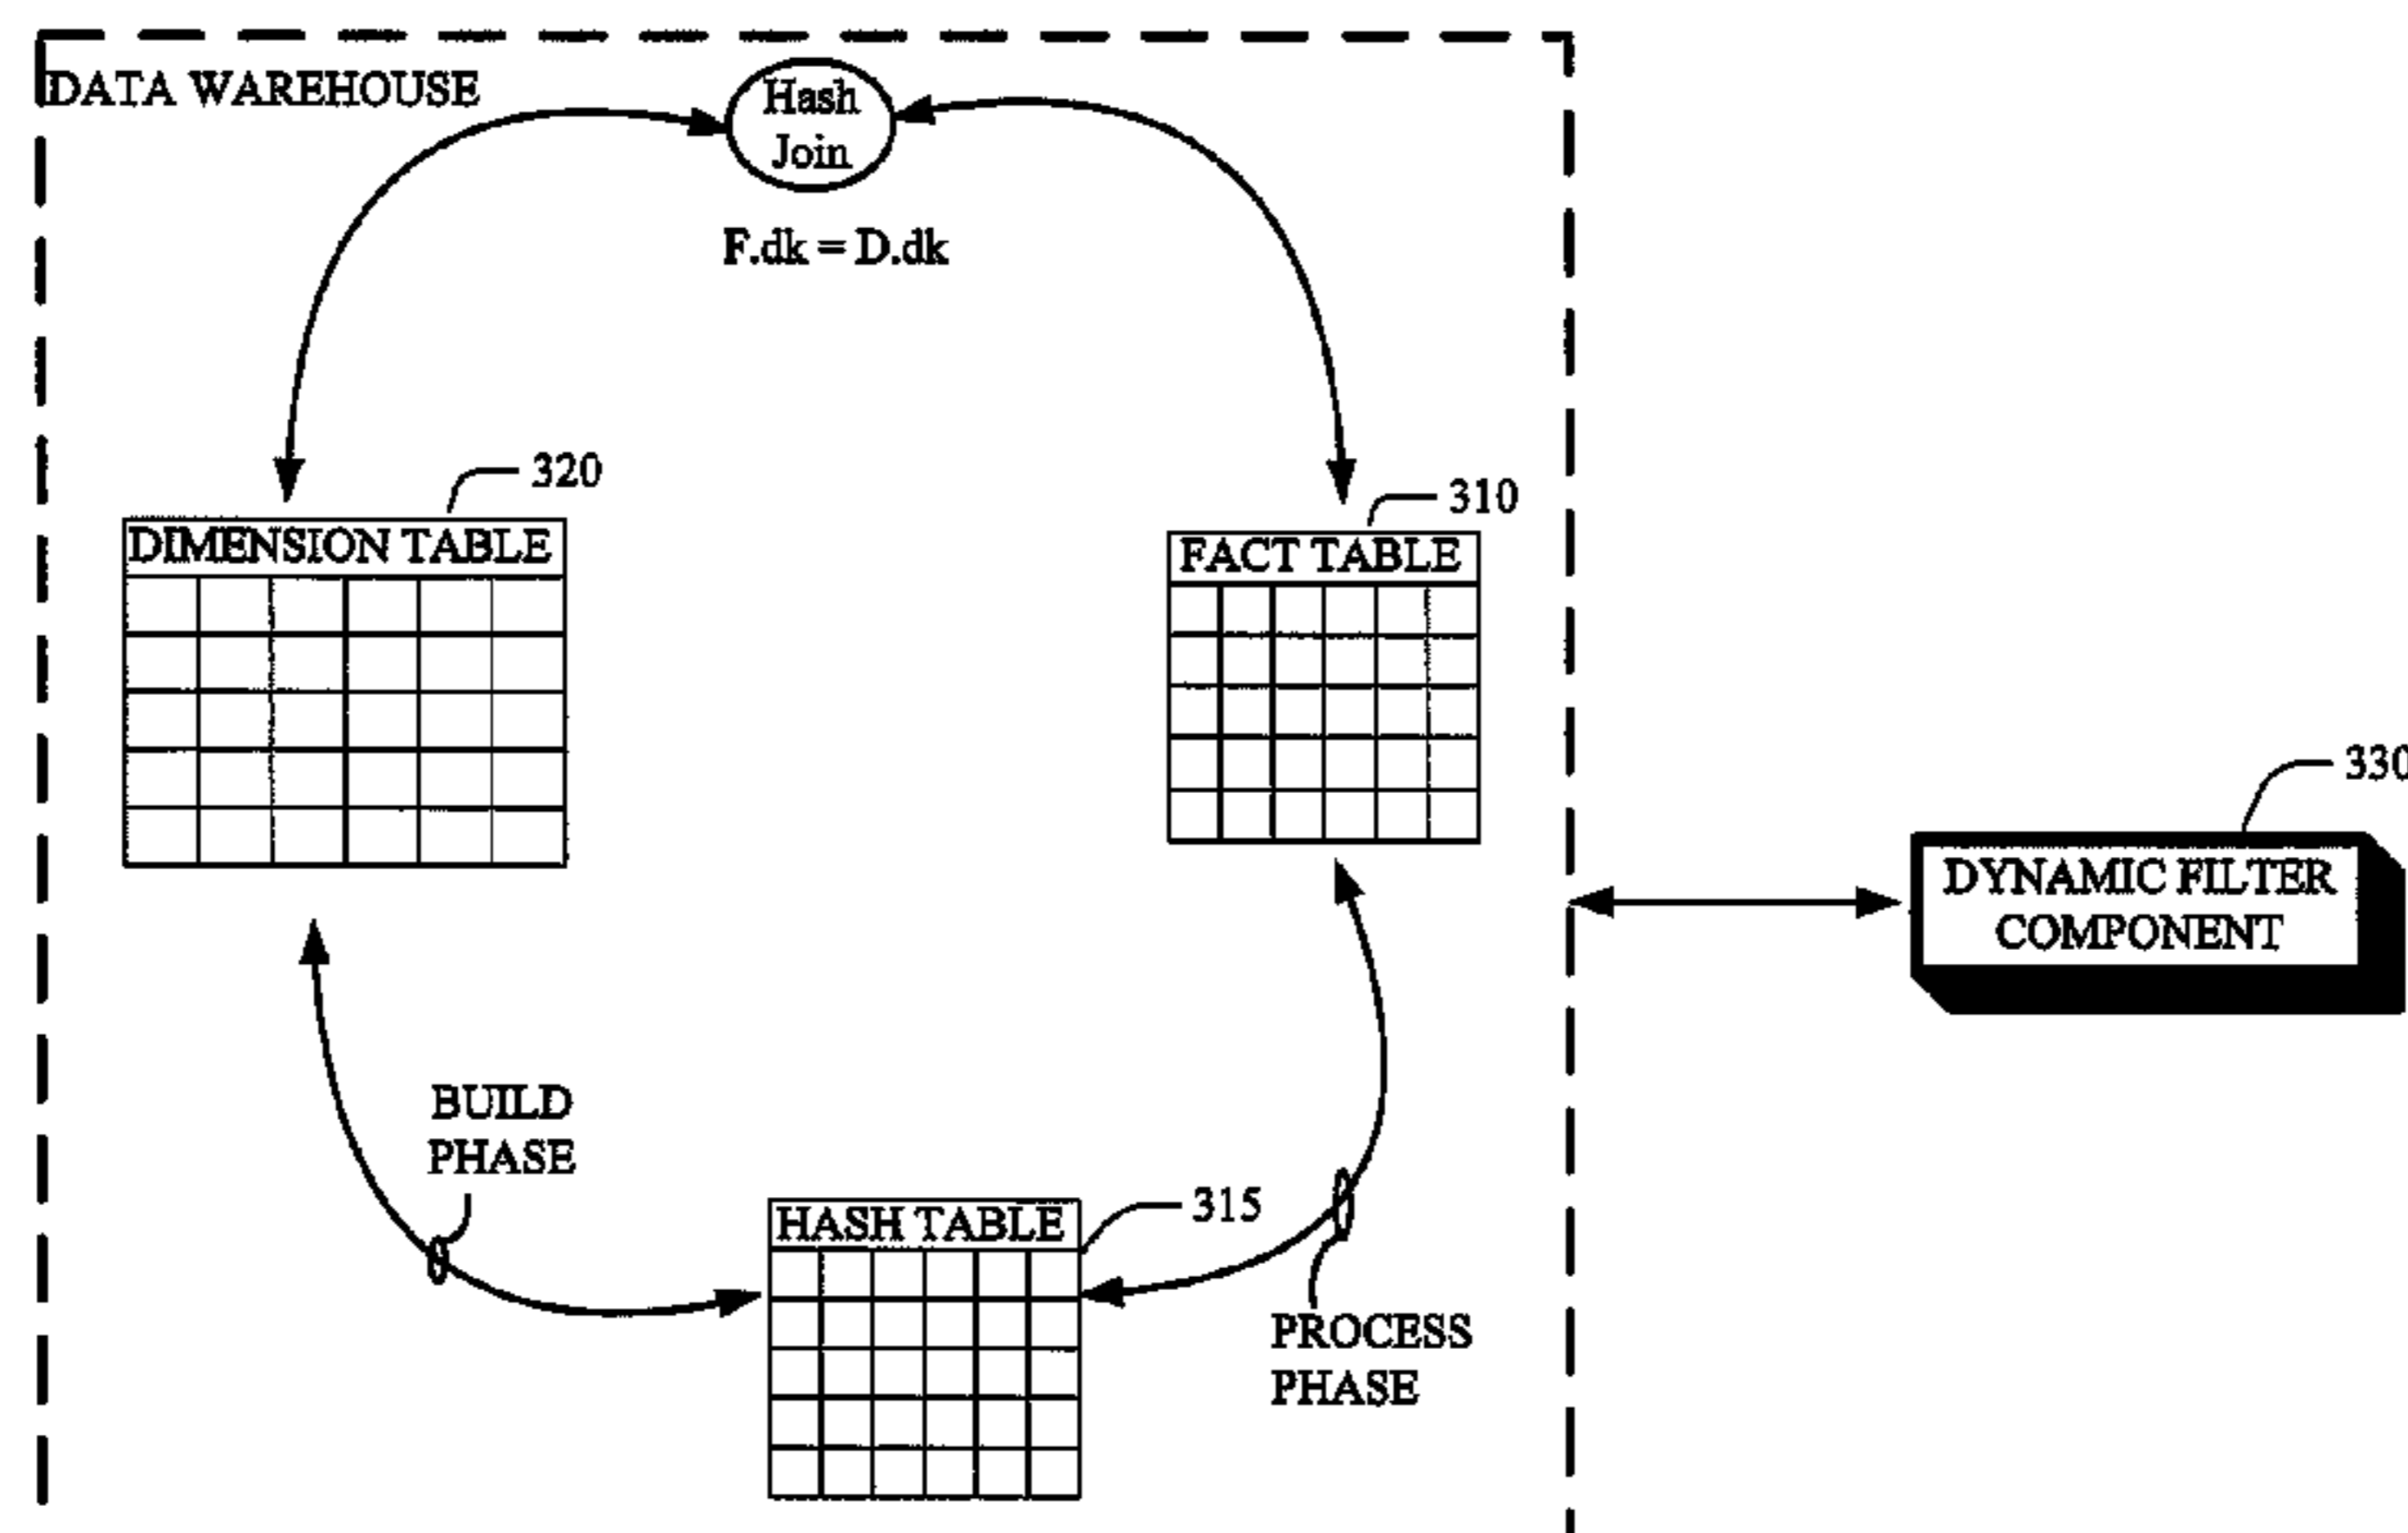 DATA WAREHOUSE
Hash
Join
F.dk = D.dk
320
DIMENSION TABLE
310
FACT TABLE
330
DYNAMIC FILTER
COMPONENT
BUILD
PHASE
315
HASH TABLE
PROCESS
PHASE